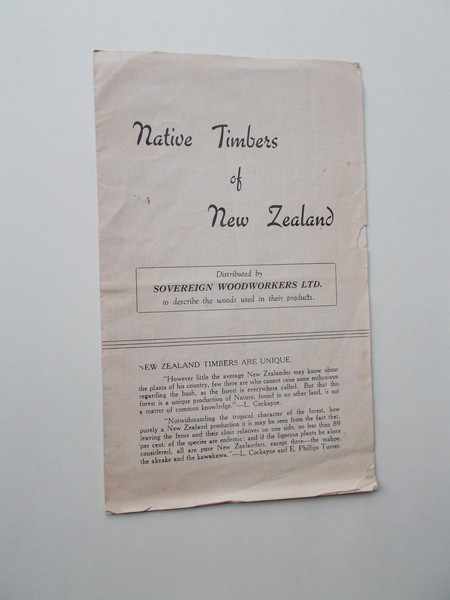 Native Timbers
of
New Zealand
Distributed by
SOVEREIGN WOODWORKERS LTD.
to describe the woods used in their products.
NEW ZEALAND TIMBERS ARE UNIQUE.
"However little the average New Zealander may know about
the plants of his country, few there are who cannot raise some enthusiasm
regarding the bush, as the forest is everywhere called. But that this
forest is a unique production of Nature, found in no other land, is not
a matter of common knowledge."—L. Cockayne.
"Notwithstanding the tropical character of the forest, how
purely a New Zealand production it is may be seen from the fact that,
leaving the ferns and their close relatives on one side, no less than 89
per cent. of the species are endemic; and if the ligneous plants be alone
considered, all are pure New Zealanders, except three—the mahoe,
the akeake and the kawakawa."—L. Cockayne and E. Phillips Turner.